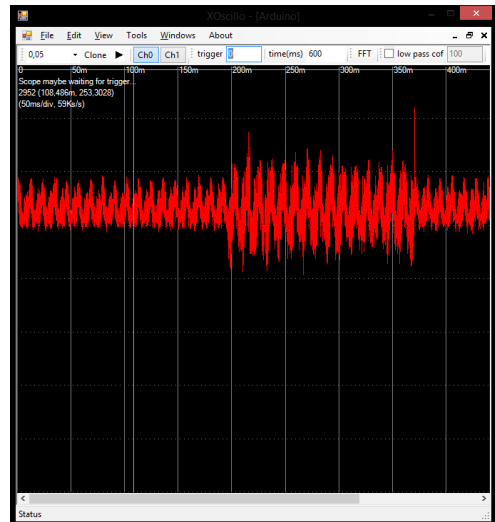 XOscillo - [Arduino]
File Edit View Tools Windows About
0,05 Clone Ch0 Ch1 trigger 0 time(ms) 600 FFT low pass cof 100
0 50m 100m 150m 200m 250m 300m 350m 400m
Scope maybe waiting for trigger...
2952 (108,486m, 253,3028)
(50ms/div, 59Ks/s)
Status